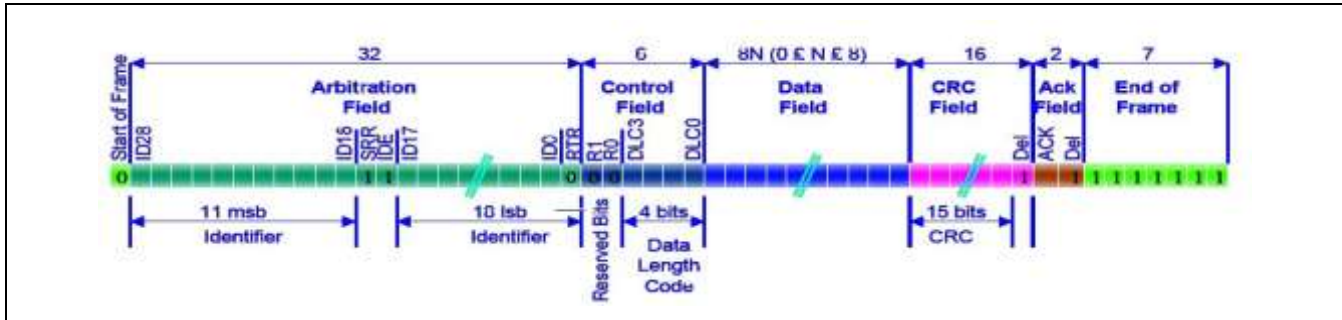 32
6
8N (0 £ N £ 8)
16
2
7
Start of Frame
Arbitration Field
Control Field
Data Field
CRC Field
Ack Field
End of Frame
ID28
ID18
SRR
IDE
ID17
ID0
RTR
R1
R0
DLC3
DLC0
Del
ACK
Del
0
1
1
0
0
0
1
1
1
1
1
1
1
1
1
11 msb
Identifier
18 lsb
Identifier
Reserved Bits
4 bits
Data
Length
Code
15 bits
CRC